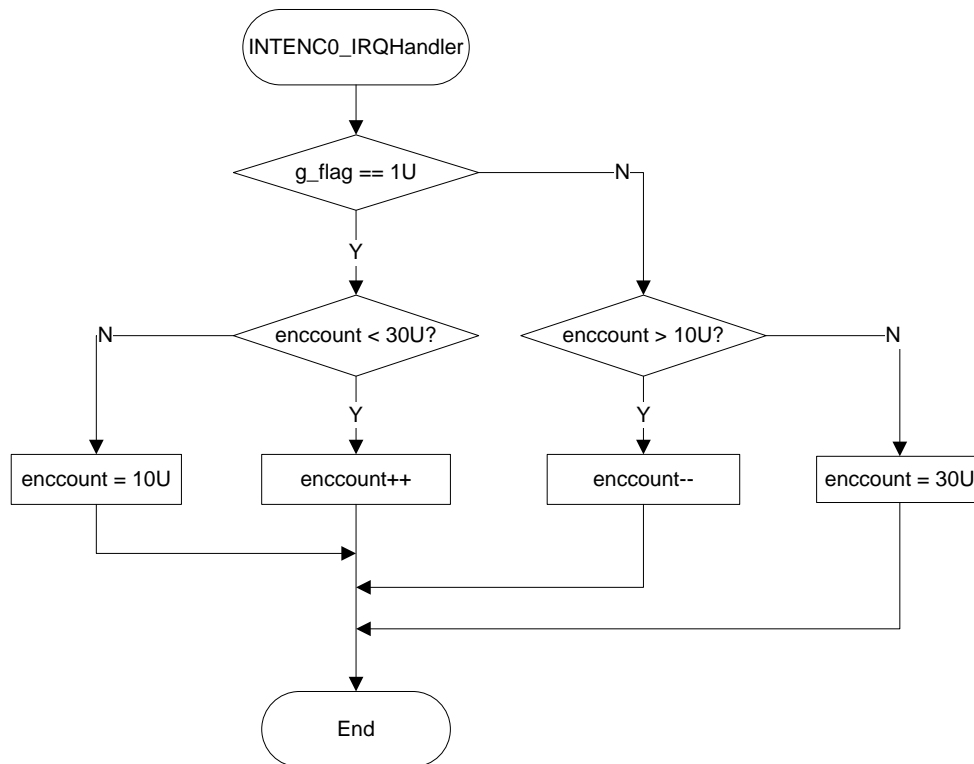 INTENC0_IRQHandler
g_flag == 1U
N
Y
N
enccount < 30U?
enccount > 10U?
N
Y
Y
enccount = 10U
enccount++
enccount--
enccount = 30U
End